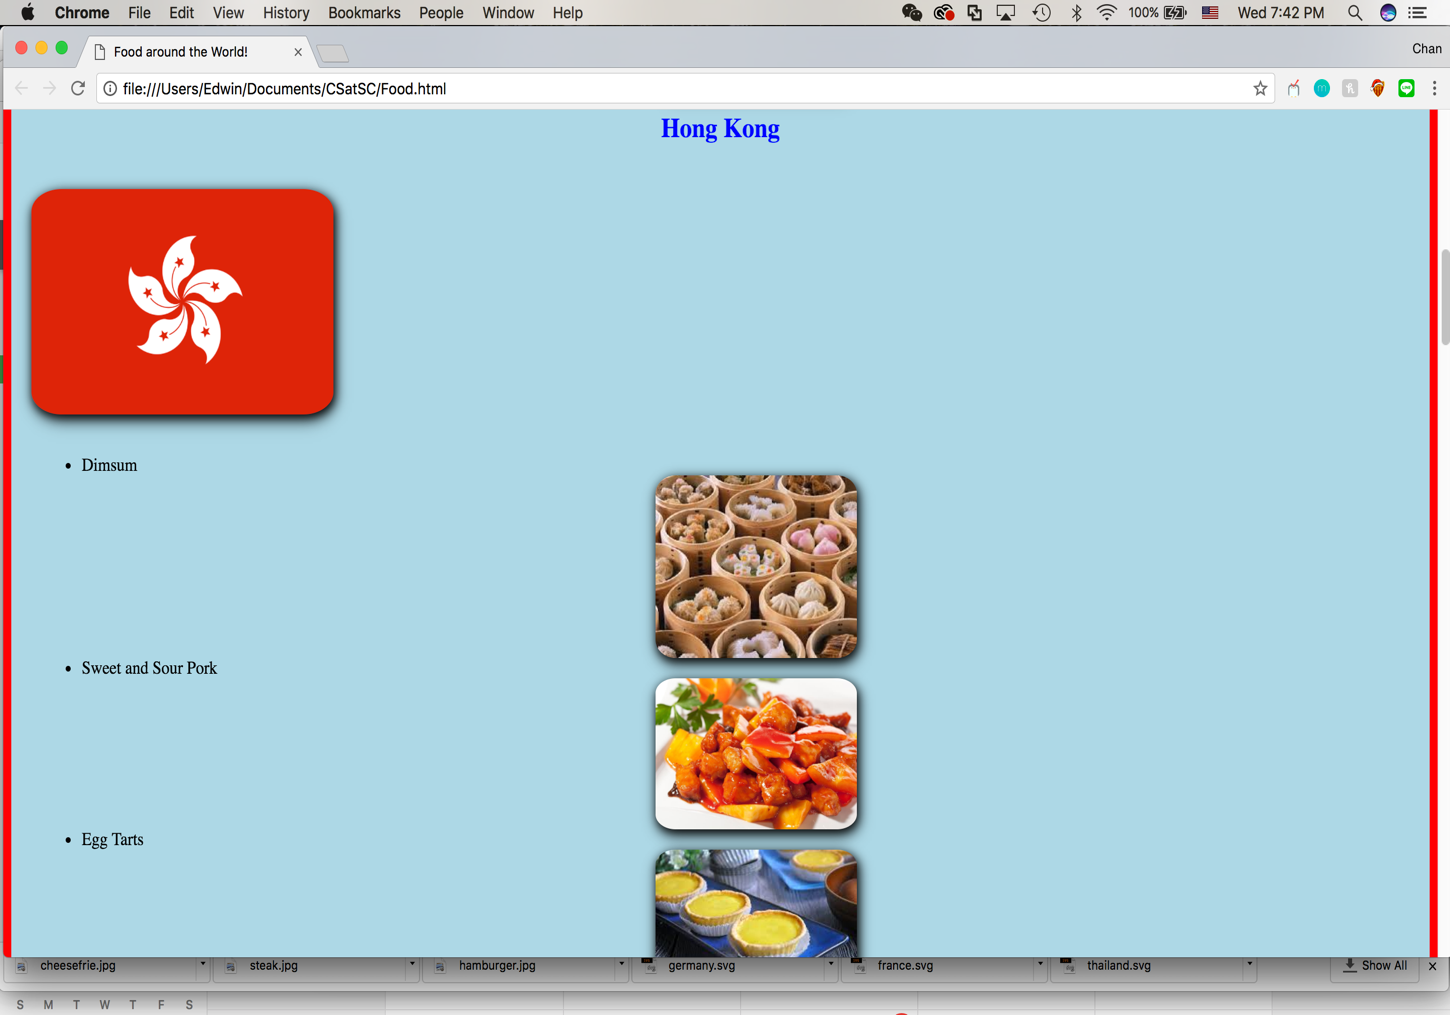 Chrome File Edit View History Bookmarks People Window Help 100% Wed 7:42 PM
Food around the World! Chan
file:///Users/Edwin/Documents/CSatSC/Food.html
Hong Kong
Dimsum
Sweet and Sour Pork
Egg Tarts
cheesefrie.jpg steak.jpg hamburger.jpg germany.svg france.svg thailand.svg Show All
S M T W T F S